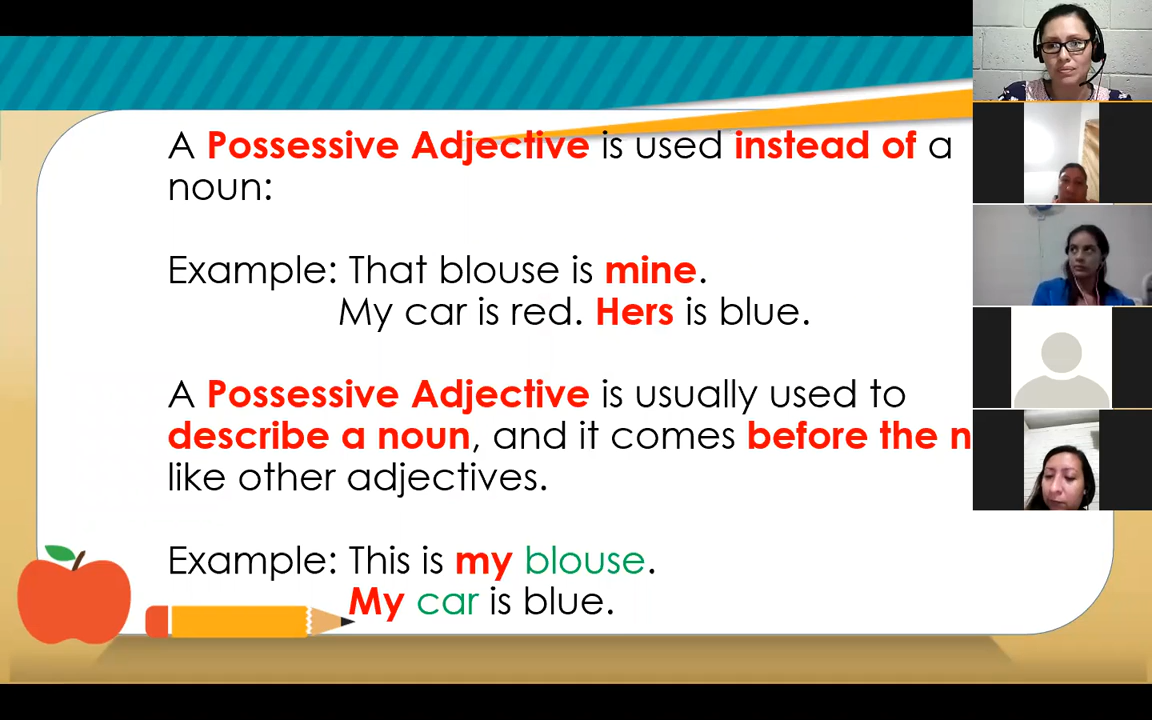 A Possessive Adjective is used instead of a
noun:
Example: That blouse is mine.
My car is red. Hers is blue.
A Possessive Adjective is usually used to
describe a noun, and it comes before the
like other adjectives.
Example: This is my blouse.
My car is blue.